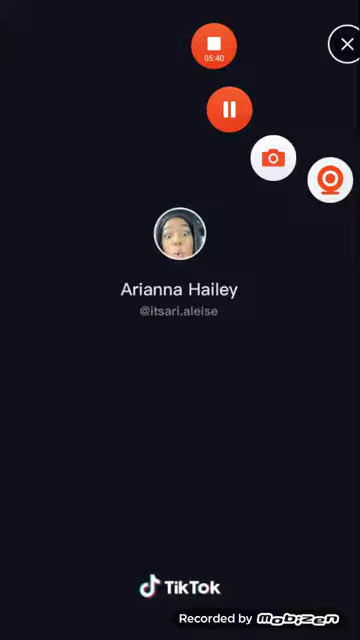 05:40
Arianna Hailey
@itsari.aleise
TikTok
Recorded by mobizen